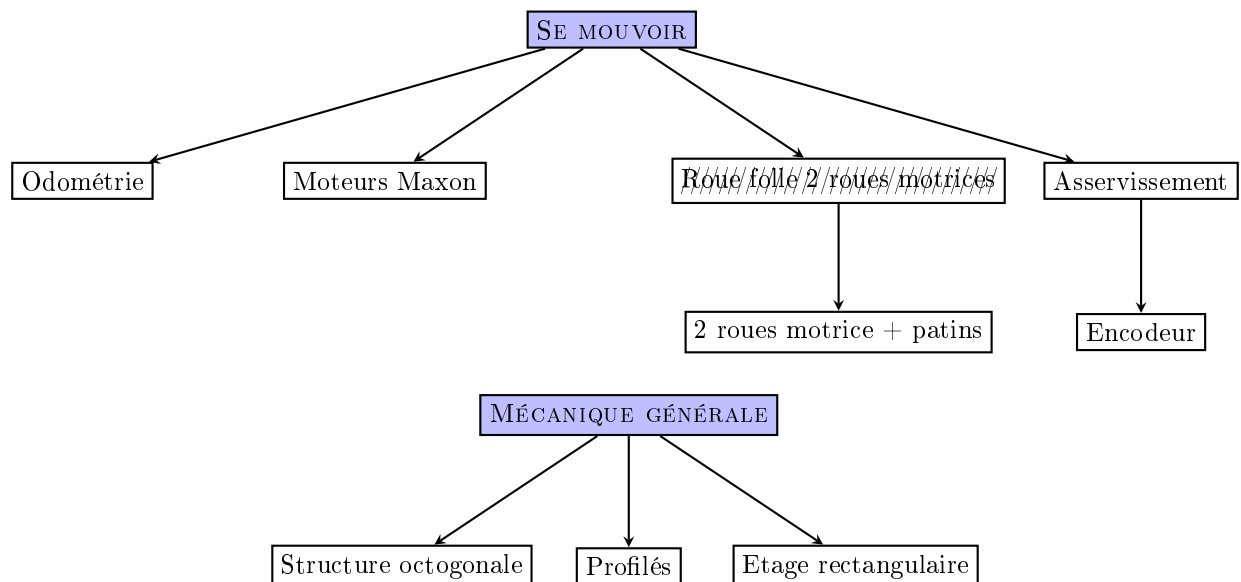 SE MOUVOIR
Odométrie
Moteurs Maxon
Roue folle 2 roues motrices
Asservissement
2 roues motrice + patins
Encodeur
MÉCANIQUE GÉNÉRALE
Structure octogonale
Profilés
Etage rectangulaire